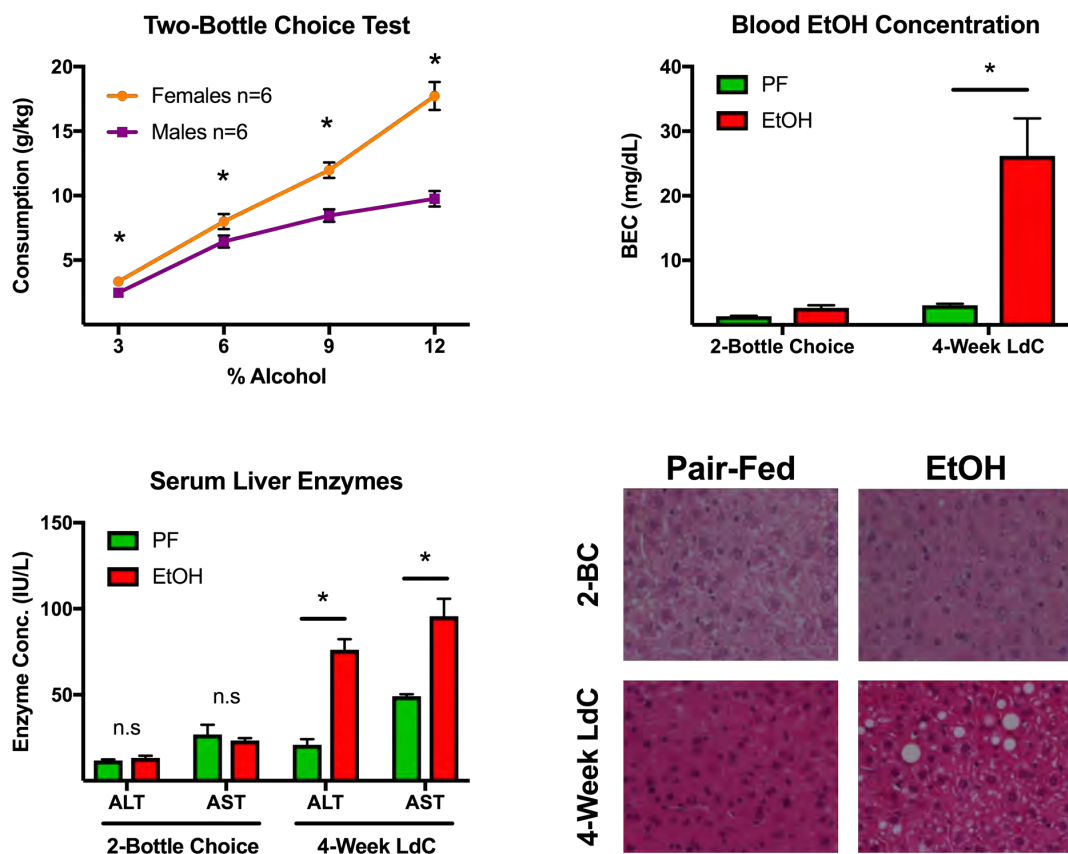 Two-Bottle Choice Test
Consumption (g/kg)
20
15
10
5
Females n=6
Males n=6
*
*
*
*
3
6
9
12
% Alcohol
Blood EtOH Concentration
BEC (mg/dL)
40
30
20
10
PF
EtOH
*
2-Bottle Choice
4-Week LdC
Serum Liver Enzymes
Enzyme Conc. (IU/L)
150
100
50
PF
EtOH
n.s
n.s
*
*
ALT
AST
ALT
AST
2-Bottle Choice
4-Week LdC
Pair-Fed
EtOH
2-BC
4-Week LdC